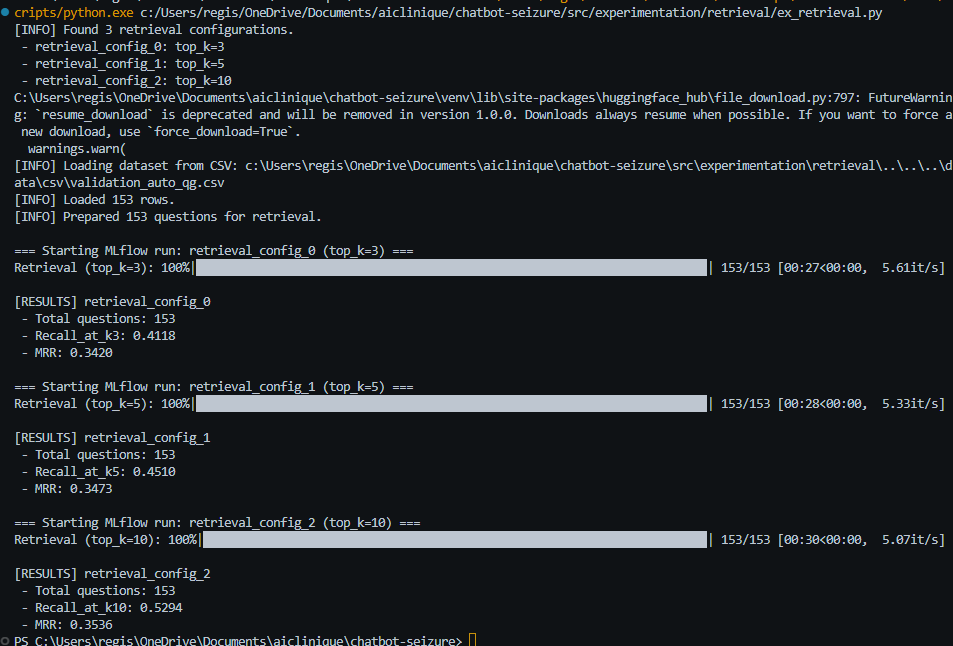 cripts/python.exe c:/Users/regis/OneDrive/Documents/aiclinique/chatbot-seizure/src/experimentation/retrieval/ex_retrieval.py
[INFO] Found 3 retrieval configurations.
 - retrieval_config_0: top_k=3
 - retrieval_config_1: top_k=5
 - retrieval_config_2: top_k=10
C:\Users\regis\OneDrive\Documents\aiclinique\chatbot-seizure\venv\lib\site-packages\huggingface_hub\file_download.py:797: FutureWarnin
g: `resume_download` is deprecated and will be removed in version 1.0.0. Downloads always resume when possible. If you want to force a
 new download, use `force_download=True`.
  warnings.warn(
[INFO] Loading dataset from CSV: c:\Users\regis\OneDrive\Documents\aiclinique\chatbot-seizure\src\experimentation\retrieval\..\..\..\d
ata\csv\validation_auto_qg.csv
[INFO] Loaded 153 rows.
[INFO] Prepared 153 questions for retrieval.
=== Starting MLflow run: retrieval_config_0 (top_k=3) ===
Retrieval (top_k=3): 100%| | 153/153 [00:27<00:00,  5.61it/s]
[RESULTS] retrieval_config_0
 - Total questions: 153
 - Recall_at_k3: 0.4118
 - MRR: 0.3420
=== Starting MLflow run: retrieval_config_1 (top_k=5) ===
Retrieval (top_k=5): 100%| | 153/153 [00:28<00:00,  5.33it/s]
[RESULTS] retrieval_config_1
 - Total questions: 153
 - Recall_at_k5: 0.4510
 - MRR: 0.3473
=== Starting MLflow run: retrieval_config_2 (top_k=10) ===
Retrieval (top_k=10): 100%| | 153/153 [00:30<00:00,  5.07it/s]
[RESULTS] retrieval_config_2
 - Total questions: 153
 - Recall_at_k10: 0.5294
 - MRR: 0.3536
PS C:\Users\regis\OneDrive\Documents\aiclinique\chatbot-seizure>